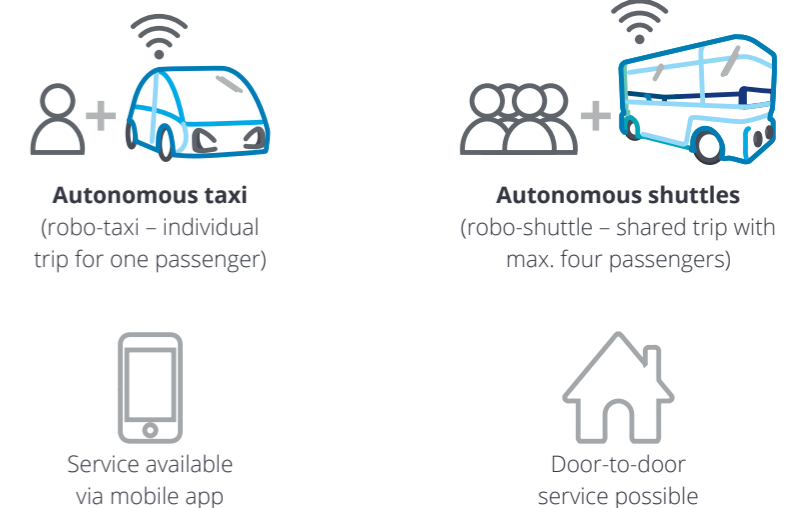 Autonomous taxi
(robo-taxi – individual
trip for one passenger)
Autonomous shuttles
(robo-shuttle – shared trip with
max. four passengers)
Service available
via mobile app
Door-to-door
service possible